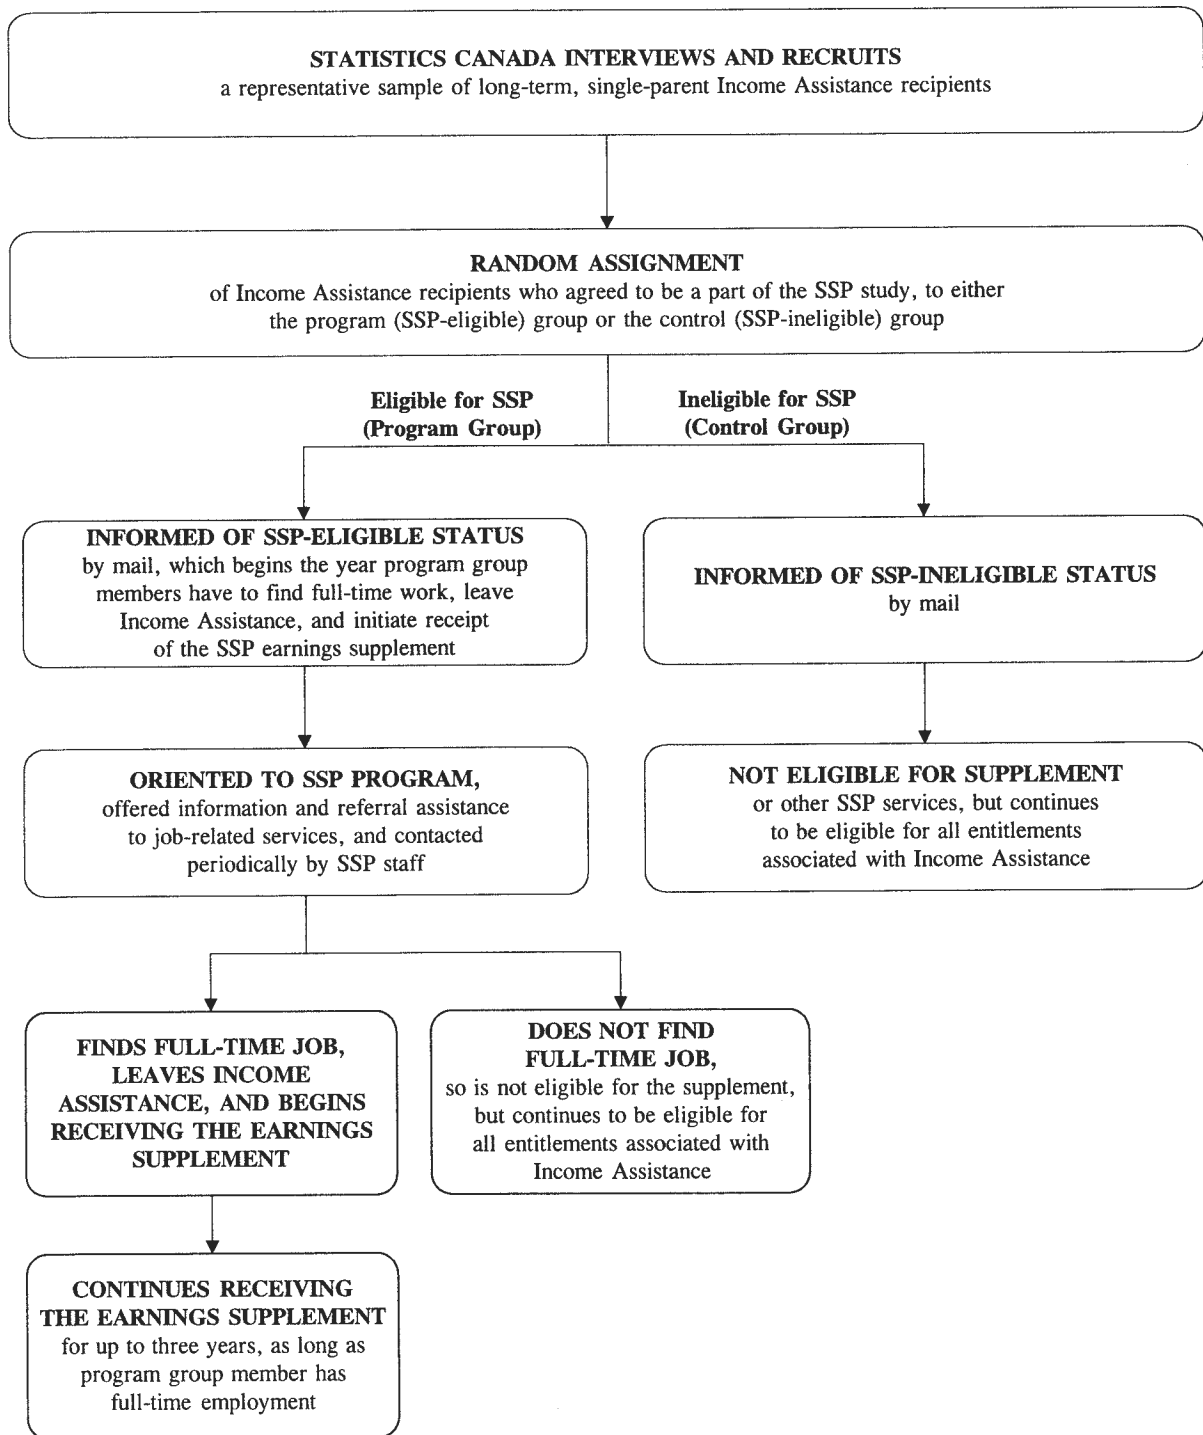 STATISTICS CANADA INTERVIEWS AND RECRUITS
a representative sample of long-term, single-parent Income Assistance recipients
RANDOM ASSIGNMENT
of Income Assistance recipients who agreed to be a part of the SSP study, to either
the program (SSP-eligible) group or the control (SSP-ineligible) group
Eligible for SSP
(Program Group)
Ineligible for SSP
(Control Group)
INFORMED OF SSP-ELIGIBLE STATUS
by mail, which begins the year program group
members have to find full-time work, leave
Income Assistance, and initiate receipt
of the SSP earnings supplement
INFORMED OF SSP-INELIGIBLE STATUS
by mail
ORIENTED TO SSP PROGRAM,
offered information and referral assistance
to job-related services, and contacted
periodically by SSP staff
NOT ELIGIBLE FOR SUPPLEMENT
or other SSP services, but continues
to be eligible for all entitlements
associated with Income Assistance
FINDS FULL-TIME JOB,
LEAVES INCOME
ASSISTANCE, AND BEGINS
RECEIVING THE EARNINGS
SUPPLEMENT
DOES NOT FIND
FULL-TIME JOB,
so is not eligible for the supplement,
but continues to be eligible for
all entitlements associated with
Income Assistance
CONTINUES RECEIVING
THE EARNINGS SUPPLEMENT
for up to three years, as long as
program group member has
full-time employment